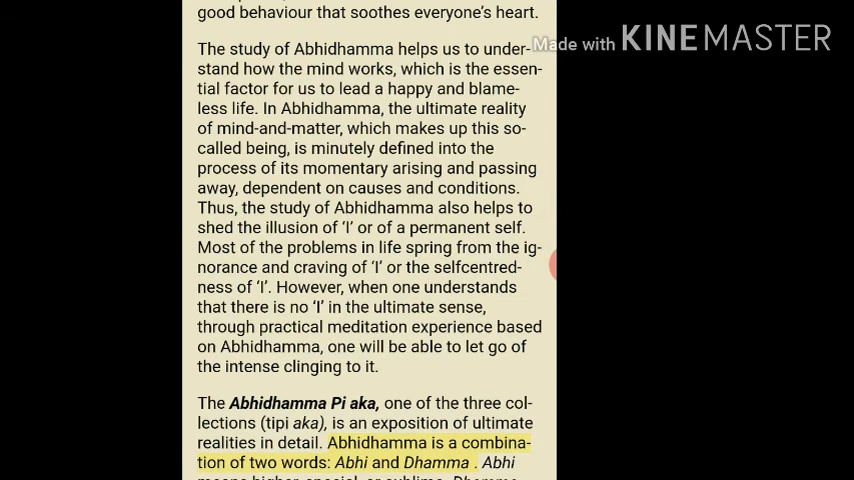 good behaviour that soothes everyone's heart.
Made with KINEMASTER
The study of Abhidhamma helps us to under-
stand how the mind works, which is the essen-
tial factor for us to lead a happy and blame-
less life. In Abhidhamma, the ultimate reality
of mind-and-matter, which makes up this so-
called being, is minutely defined into the
process of its momentary arising and passing
away, dependent on causes and conditions.
Thus, the study of Abhidhamma also helps to
shed the illusion of ‘I’ or of a permanent self.
Most of the problems in life spring from the ig-
norance and craving of ‘I’ or the selfcentred-
ness of ‘I’. However, when one understands
that there is no ‘I’ in the ultimate sense,
through practical meditation experience based
on Abhidhamma, one will be able to let go of
the intense clinging to it.
The Abhidhamma Pi aka, one of the three col-
lections (tipi aka), is an exposition of ultimate
realities in detail. Abhidhamma is a combina-
tion of two words: Abhi and Dhamma . Abhi
means higher, special, or sublime. Dhamma